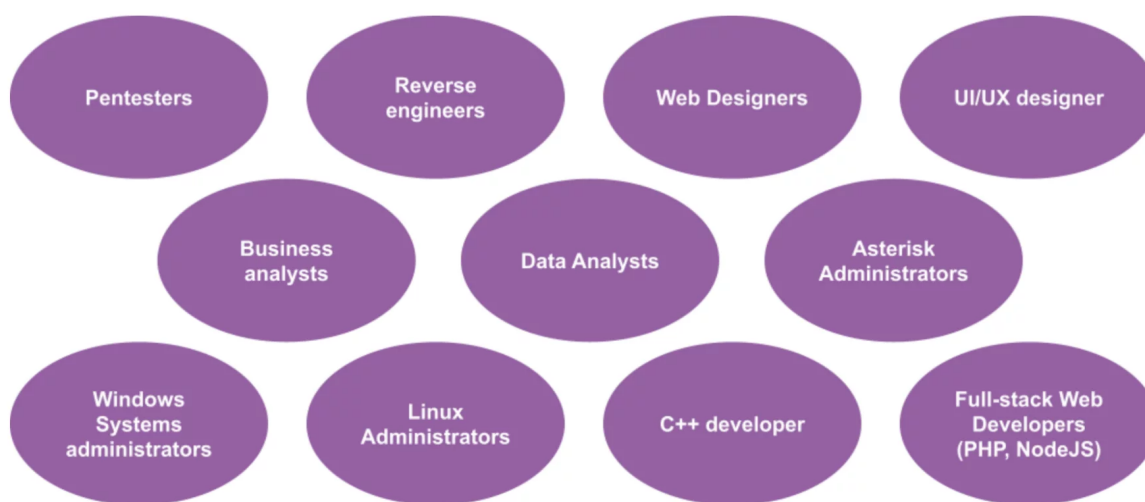 Pentesters
Reverse
engineers
Web Designers
UI/UX designer
Business
analysts
Data Analysts
Asterisk
Administrators
Windows
Systems
administrators
Linux
Administrators
C++ developer
Full-stack Web
Developers
(PHP, NodeJS)